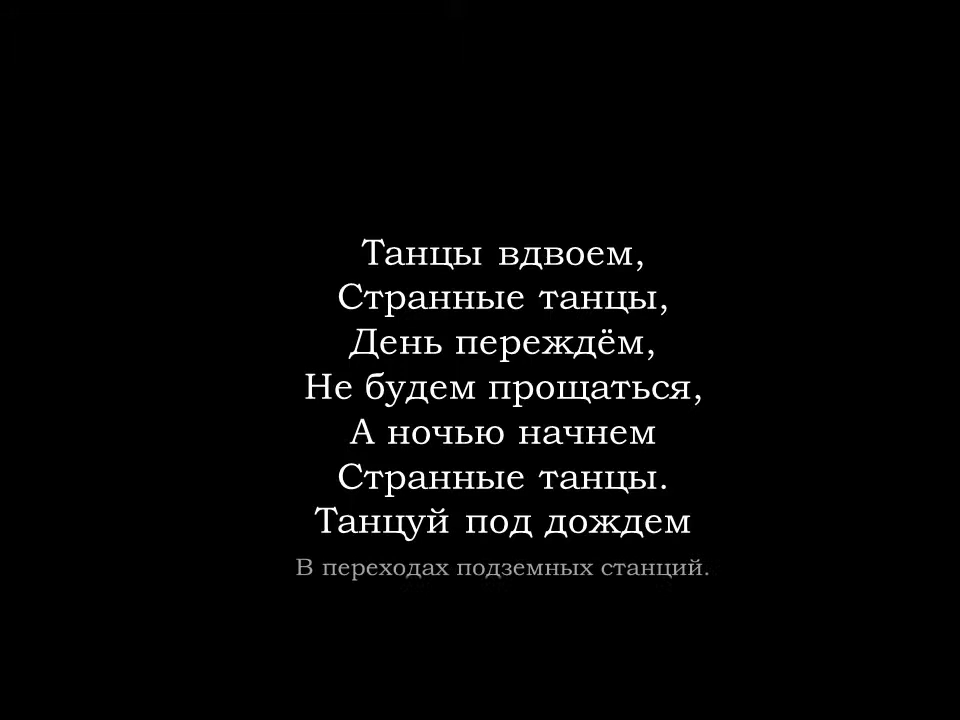 Танцы вдвоем,
Странные танцы,
День переждём,
Не будем прощаться,
А ночью начнем
Странные танцы.
Танцуй под дождем
В переходах подземных станций.